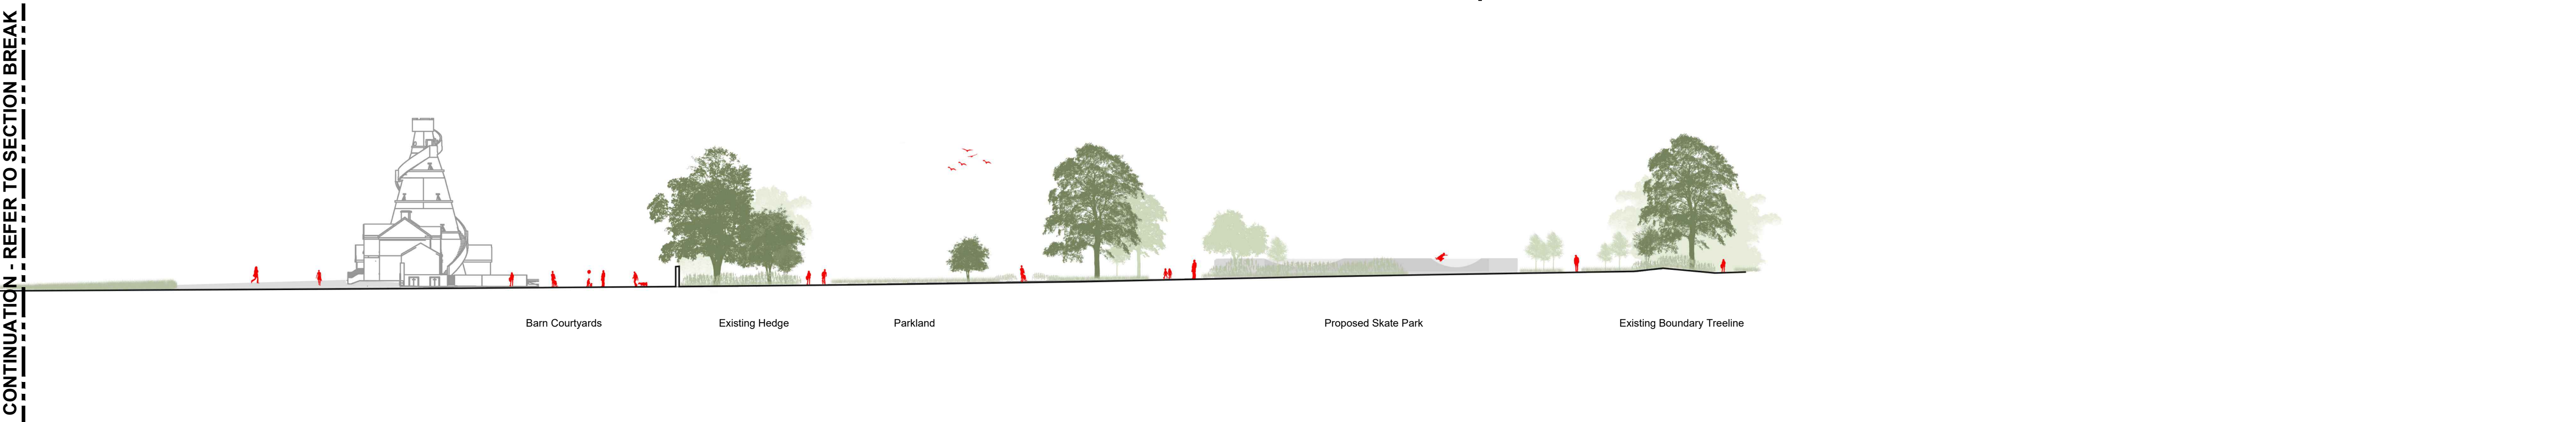 CONTINUATION - REFER TO SECTION BREAK
Barn Courtyards
Existing Hedge
Parkland
Proposed Skate Park
Existing Boundary Treeline